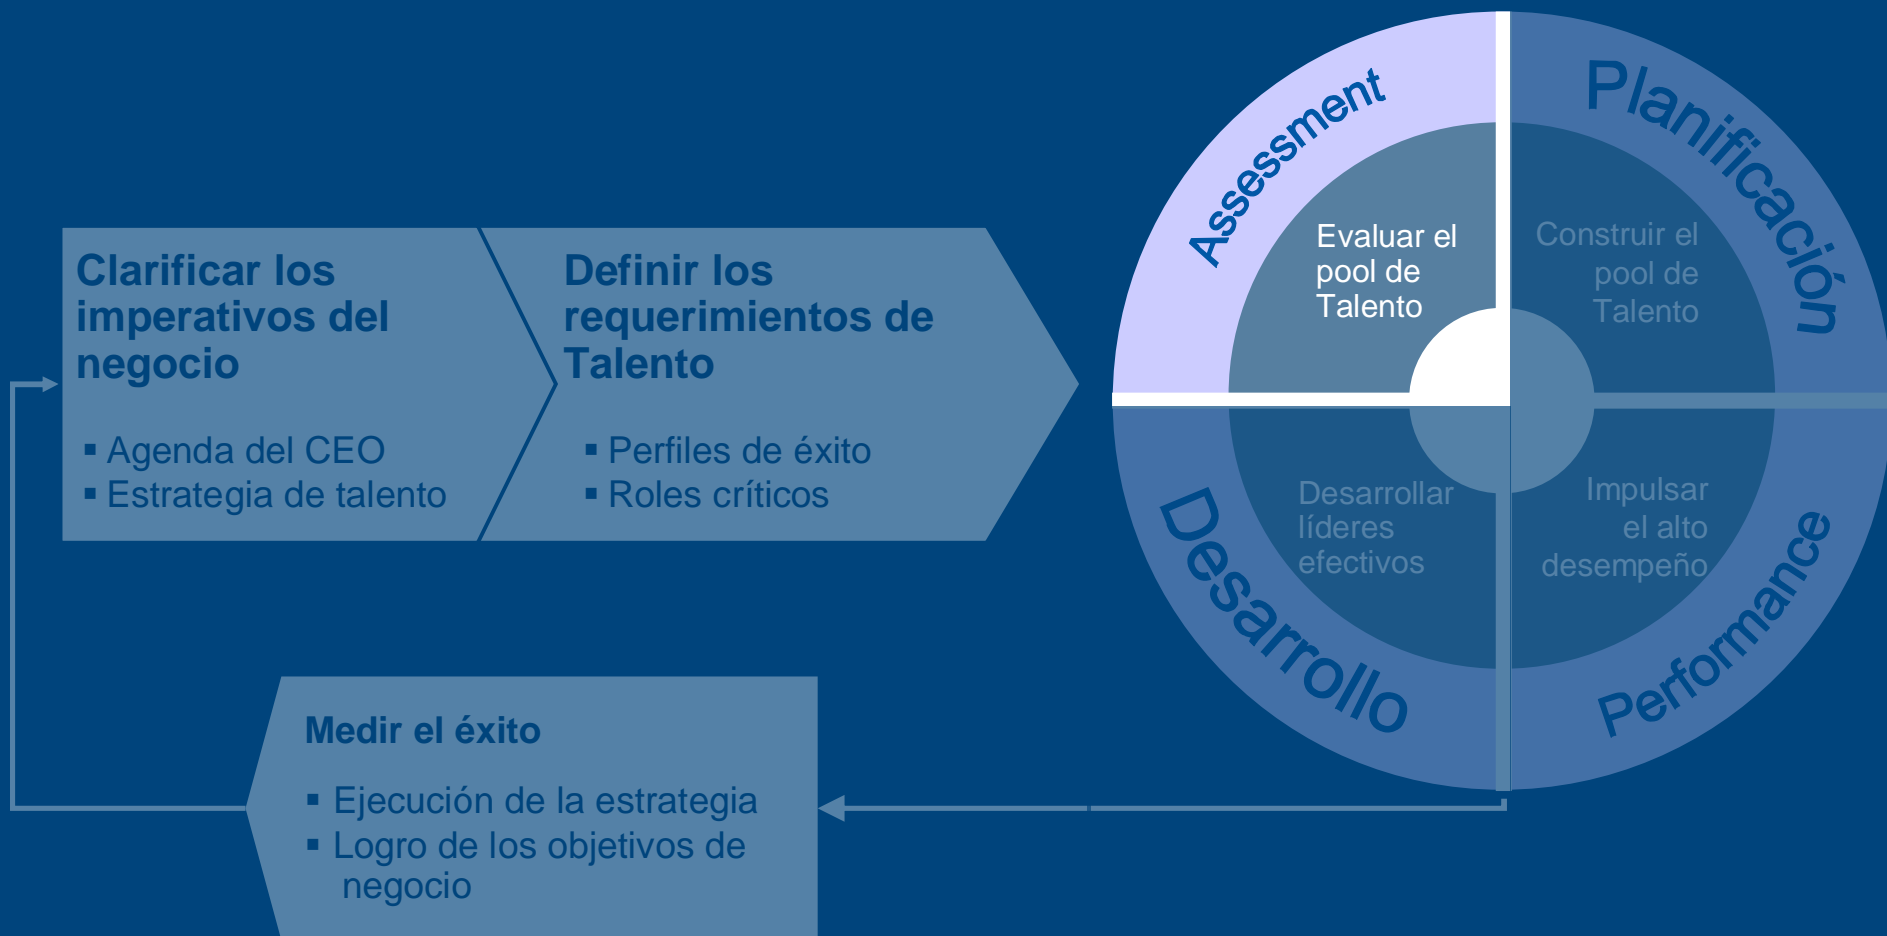 Clarificar los
imperativos del
negocio
▪ Agenda del CEO
▪ Estrategia de talento
Definir los
requerimientos de
Talento
▪ Perfiles de éxito
▪ Roles críticos
Assessment
Evaluar el
pool de
Talento
Planificación
Construir el
pool de
Talento
Desarrollo
Desarrollar
líderes
efectivos
Performance
Impulsar
el alto
desempeño
Medir el éxito
▪ Ejecución de la estrategia
▪ Logro de los objetivos de
negocio